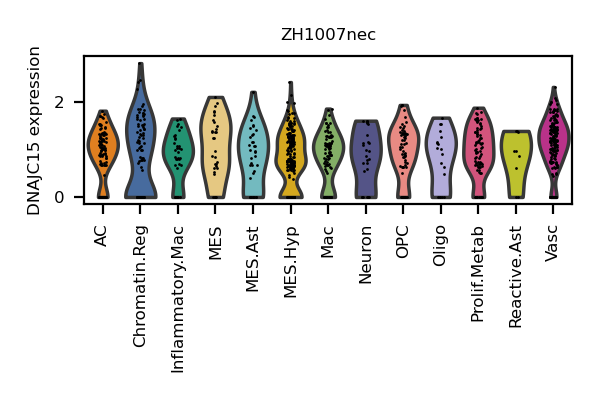 ZH1007nec
DNAJC15 expression
2
0
AC
Chromatin.Reg
Inflammatory.Mac
MES
MES.Ast
MES.Hyp
Mac
Neuron
OPC
Oligo
Prolif.Metab
Reactive.Ast
Vasc